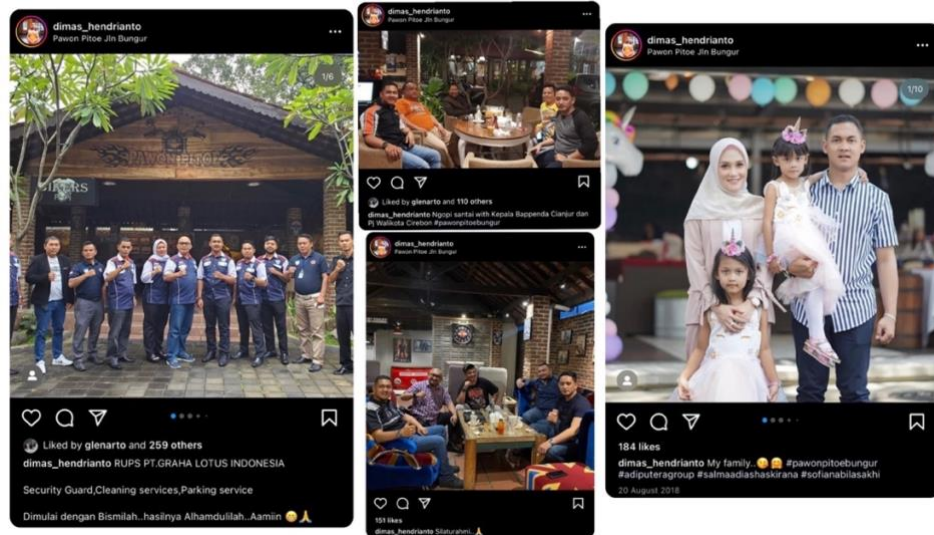 dimas_hendrianto
Pawon Pitoe Jln Bungur
1/6
PAWON PITOE
Liked by glenarto and 259 others
dimas_hendrianto RUPS PT.GRAHA LOTUS INDONESIA
Security Guard,Cleaning services,Parking service
Dimulai dengan Bismilah..hasilnya Alhamdulilah..Aamiin 😁🙏
dimas_hendrianto
Pawon Pitoe Jln Bungur
Liked by glenarto and 110 others
dimas_hendrianto Ngopi santai with Kepala Bappenda Cianjur dan
Pj Walikota Cirebon #pawonpitoebungur
dimas_hendrianto
Pawon Pitoe Jln Bungur
151 likes
dimas_hendrianto Silaturahmi..🙏
dimas_hendrianto
Pawon Pitoe Jln Bungur
1/10
184 likes
dimas_hendrianto My family..😘🤗 #pawonpitoebungur
#adiputeragroup #salmaadiashaskirana #sofianabilasakhi
20 August 2018